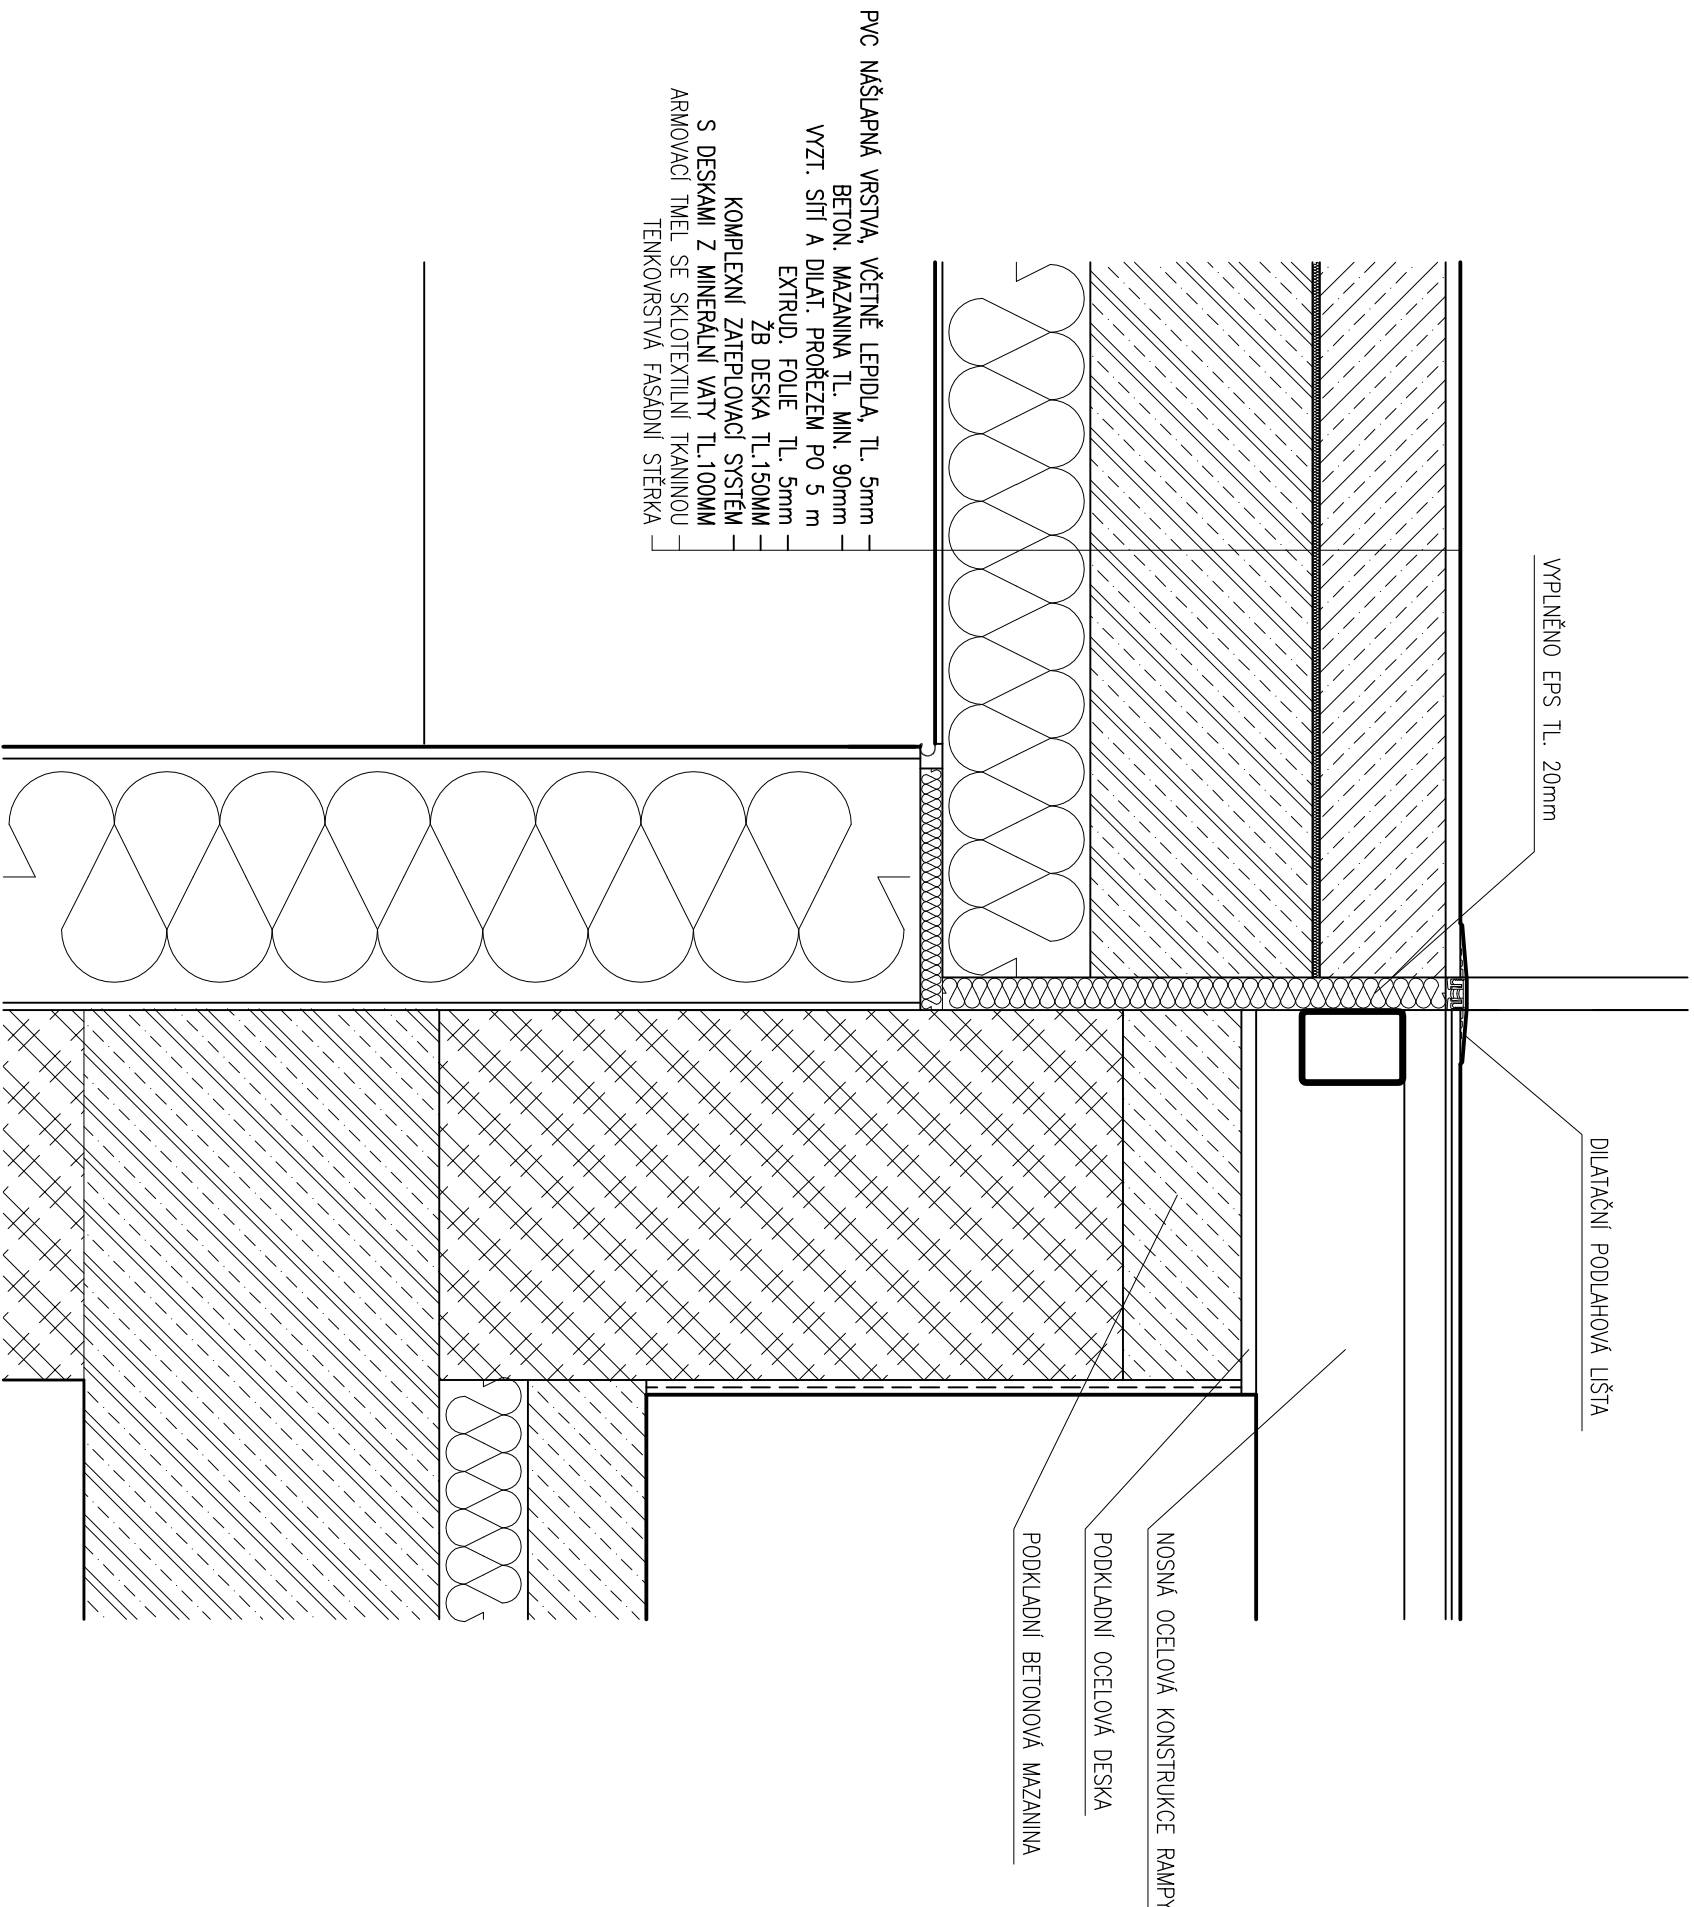 PVC NÁŠLAPNÁ VRSTVA, VČETNĚ LEPIDLA, TL. 5mm
BETON. MAZANINA TL. MIN. 90mm
VYZT. SÍTÍ A DILAT. PROŘEZEM PO 5 m
EXTRUD. FOLIE TL. 5mm
ŽB DESKA TL.150MM
KOMPLEXNÍ ZATEPLOVACÍ SYSTÉM
S DESKAMI Z MINERÁLNÍ VATY TL.100MM
ARMOVACÍ TMEL SE SKLOTEXTILNÍ TKANINOU
TENKOVRSTVÁ FASÁDNÍ STĚRKA
VYPLNĚNO EPS TL. 20mm
DILATAČNÍ PODLAHOVÁ LIŠTA
NOSNÁ OCELOVÁ KONSTRUKCE RAMPY
PODKLADNÍ OCELOVÁ DESKA
PODKLADNÍ BETONOVÁ MAZANINA